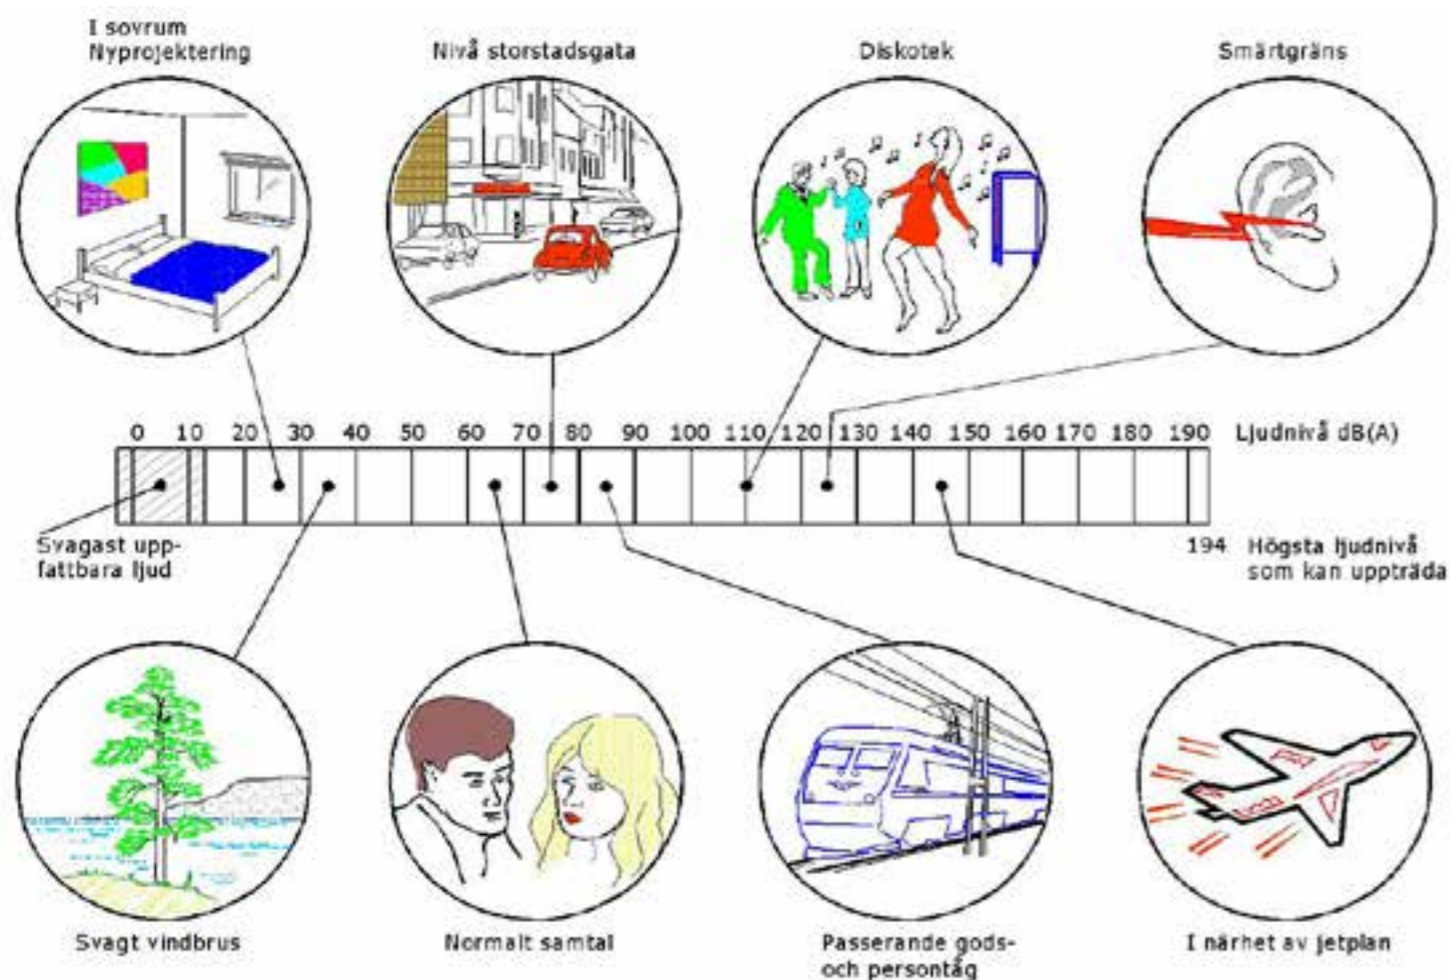 I sovrum
Nyprojektering
Nivå storstadsgata
Diskotek
Smärtgräns
0 10 20 30 40 50 60 70 80 90 100 110 120 130 140 150 160 170 180 190 Ljudnivå dB(A)
Svagast upp-
fattbara ljud
194 Högsta ljudnivå
som kan uppträda
Svagt vindbrus
Normalt samtal
Passerande gods-
och persontåg
I närhet av jetplan